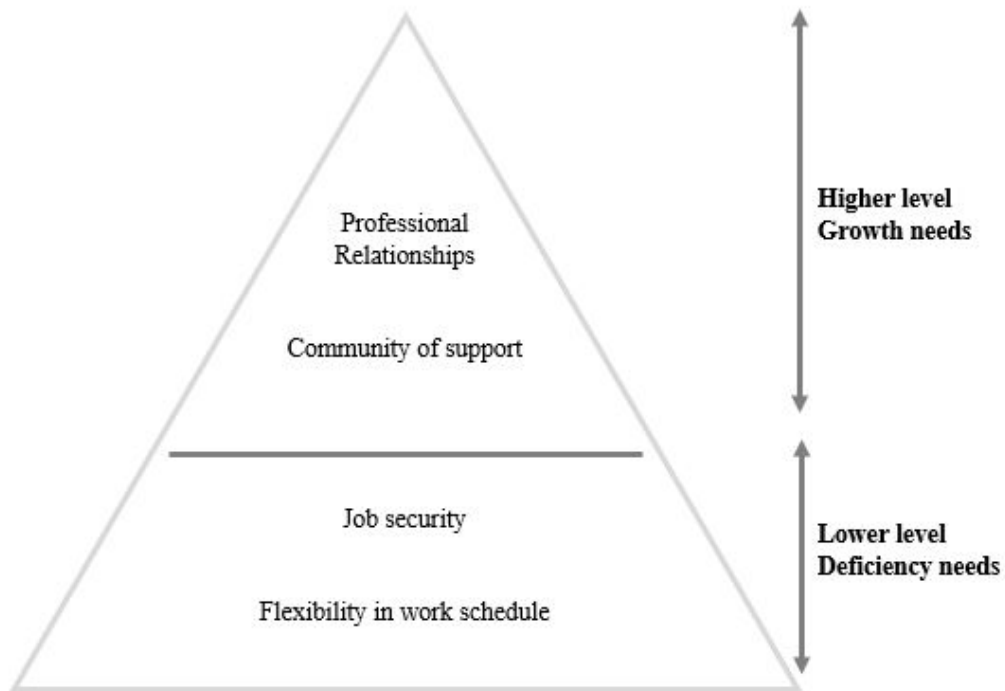 Professional
Relationships
Community of support
Job security
Flexibility in work schedule
Higher level
Growth needs
Lower level
Deficiency needs